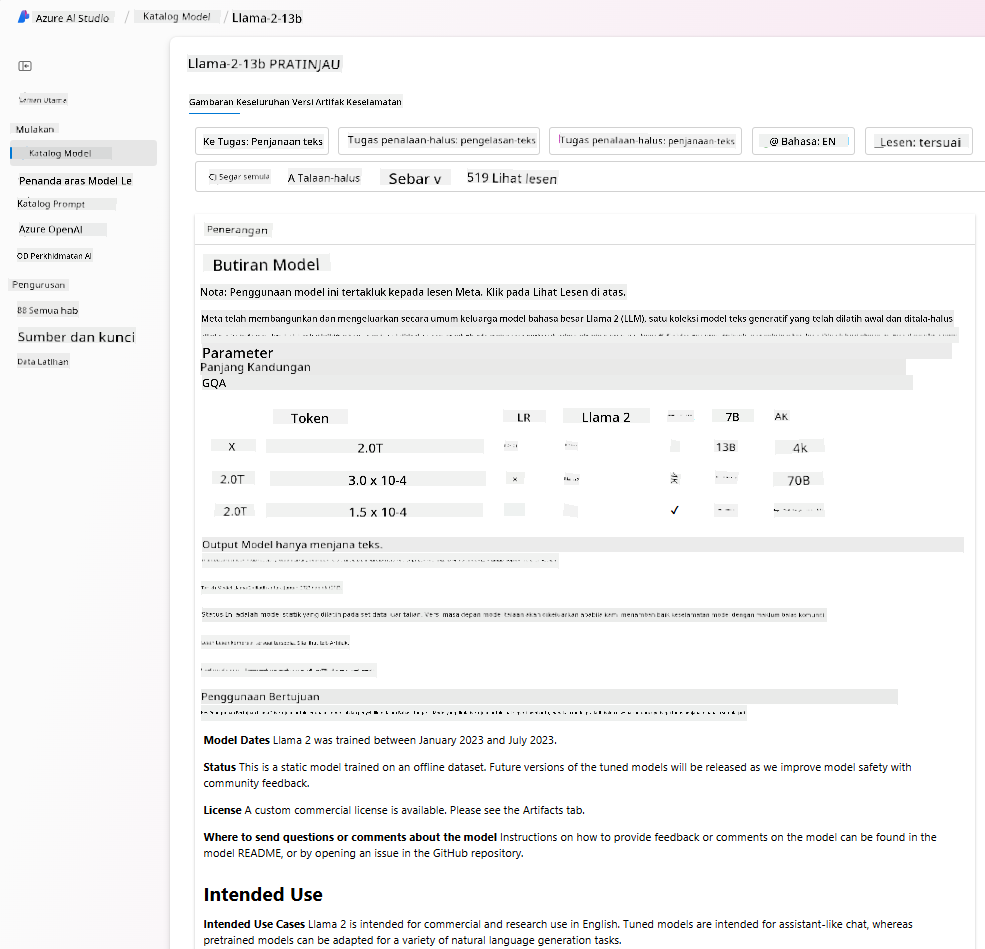 Azure AI Studio / Katalog Model / Llama-2-13b
Llama-2-13b PRATINJAU
Laman Utama
Gambaran Keseluruhan Versi Artifak Keselamatan
Mulakan
Ke Tugas: Penjanaan teks
Tugas penalaan-halus: pengelasan-teks
Tugas penalaan-halus: penjanaan-teks
@ Bahasa: EN
Lesen: tersuai
Katalog Model
Penanda aras Model Le
Ci Segar semula
A Talaan-halus
Sebar v
519 Lihat lesen
Katalog Prompt
Azure OpenAI
OD Perkhidmatan AI
Pengurusan
88 Semua hab
Sumber dan kunci
Data Latihan
Penerangan
Butiran Model
Nota: Penggunaan model ini tertakluk kepada lesen Meta. Klik pada Lihat Lesen di atas.
Meta telah membangunkan dan mengeluarkan secara umum keluarga model bahasa besar Llama 2 (LLM), satu koleksi model teks generatif yang telah dilatih awal dan ditala-halus
Parameter
Panjang Kandungan
GQA
Token LR Llama 2 7B AK
X 2.0T 13B 4k
2.0T 3.0 x 10-4 x 70B
2.0T 1.5 x 10-4 ✓
Output Model hanya menjana teks.
Status Ini adalah model statik yang dilatih pada set data luar talian. Versi masa depan model talaan akan dikeluarkan apabila kami menambah baik keselamatan model dengan maklum balas komuniti.
Penggunaan Bertujuan
Model Dates Llama 2 was trained between January 2023 and July 2023.
Status This is a static model trained on an offline dataset. Future versions of the tuned models will be released as we improve model safety with
community feedback.
License A custom commercial license is available. Please see the Artifacts tab.
Where to send questions or comments about the model Instructions on how to provide feedback or comments on the model can be found in the
model README, or by opening an issue in the GitHub repository.
Intended Use
Intended Use Cases Llama 2 is intended for commercial and research use in English. Tuned models are intended for assistant-like chat, whereas
pretrained models can be adapted for a variety of natural language generation tasks.